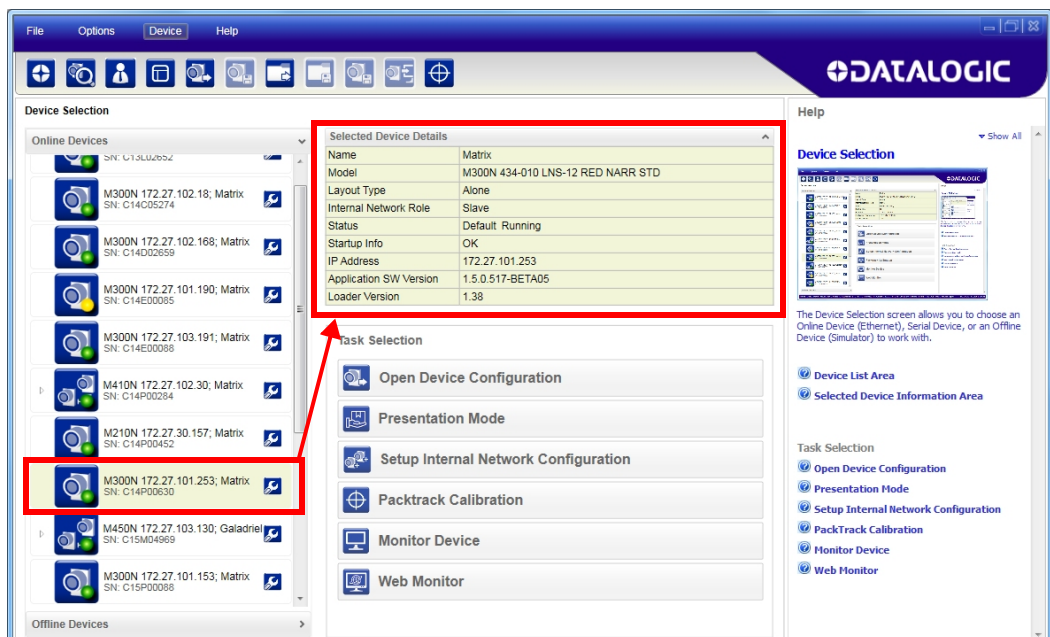 File Options Device Help
DATALOGIC
Device Selection
Online Devices
SN: C13L02652
M300N 172.27.102.18; Matrix
SN: C14C05274
M300N 172.27.102.168; Matrix
SN: C14D02659
M300N 172.27.101.190; Matrix
SN: C14E00085
M300N 172.27.103.191; Matrix
SN: C14E00088
M410N 172.27.102.30; Matrix
SN: C14P00284
M210N 172.27.30.157; Matrix
SN: C14P00452
M300N 172.27.101.253; Matrix
SN: C14P00630
M450N 172.27.103.130; Galadriel
SN: C15M04969
M300N 172.27.101.153; Matrix
SN: C15P00088
Offline Devices
Selected Device Details
Name Matrix
Model M300N 434-010 LNS-12 RED NARR STD
Layout Type Alone
Internal Network Role Slave
Status Default Running
Startup Info OK
IP Address 172.27.101.253
Application SW Version 1.5.0.517-BETA05
Loader Version 1.38
Task Selection
Open Device Configuration
Presentation Mode
Setup Internal Network Configuration
Packtrack Calibration
Monitor Device
Web Monitor
Help
Show All
Device Selection
The Device Selection screen allows you to choose an
Online Device (Ethernet), Serial Device, or an Offline
Device (Simulator) to work with.
Device List Area
Selected Device Information Area
Task Selection
Open Device Configuration
Presentation Mode
Setup Internal Network Configuration
PackTrack Calibration
Monitor Device
Web Monitor